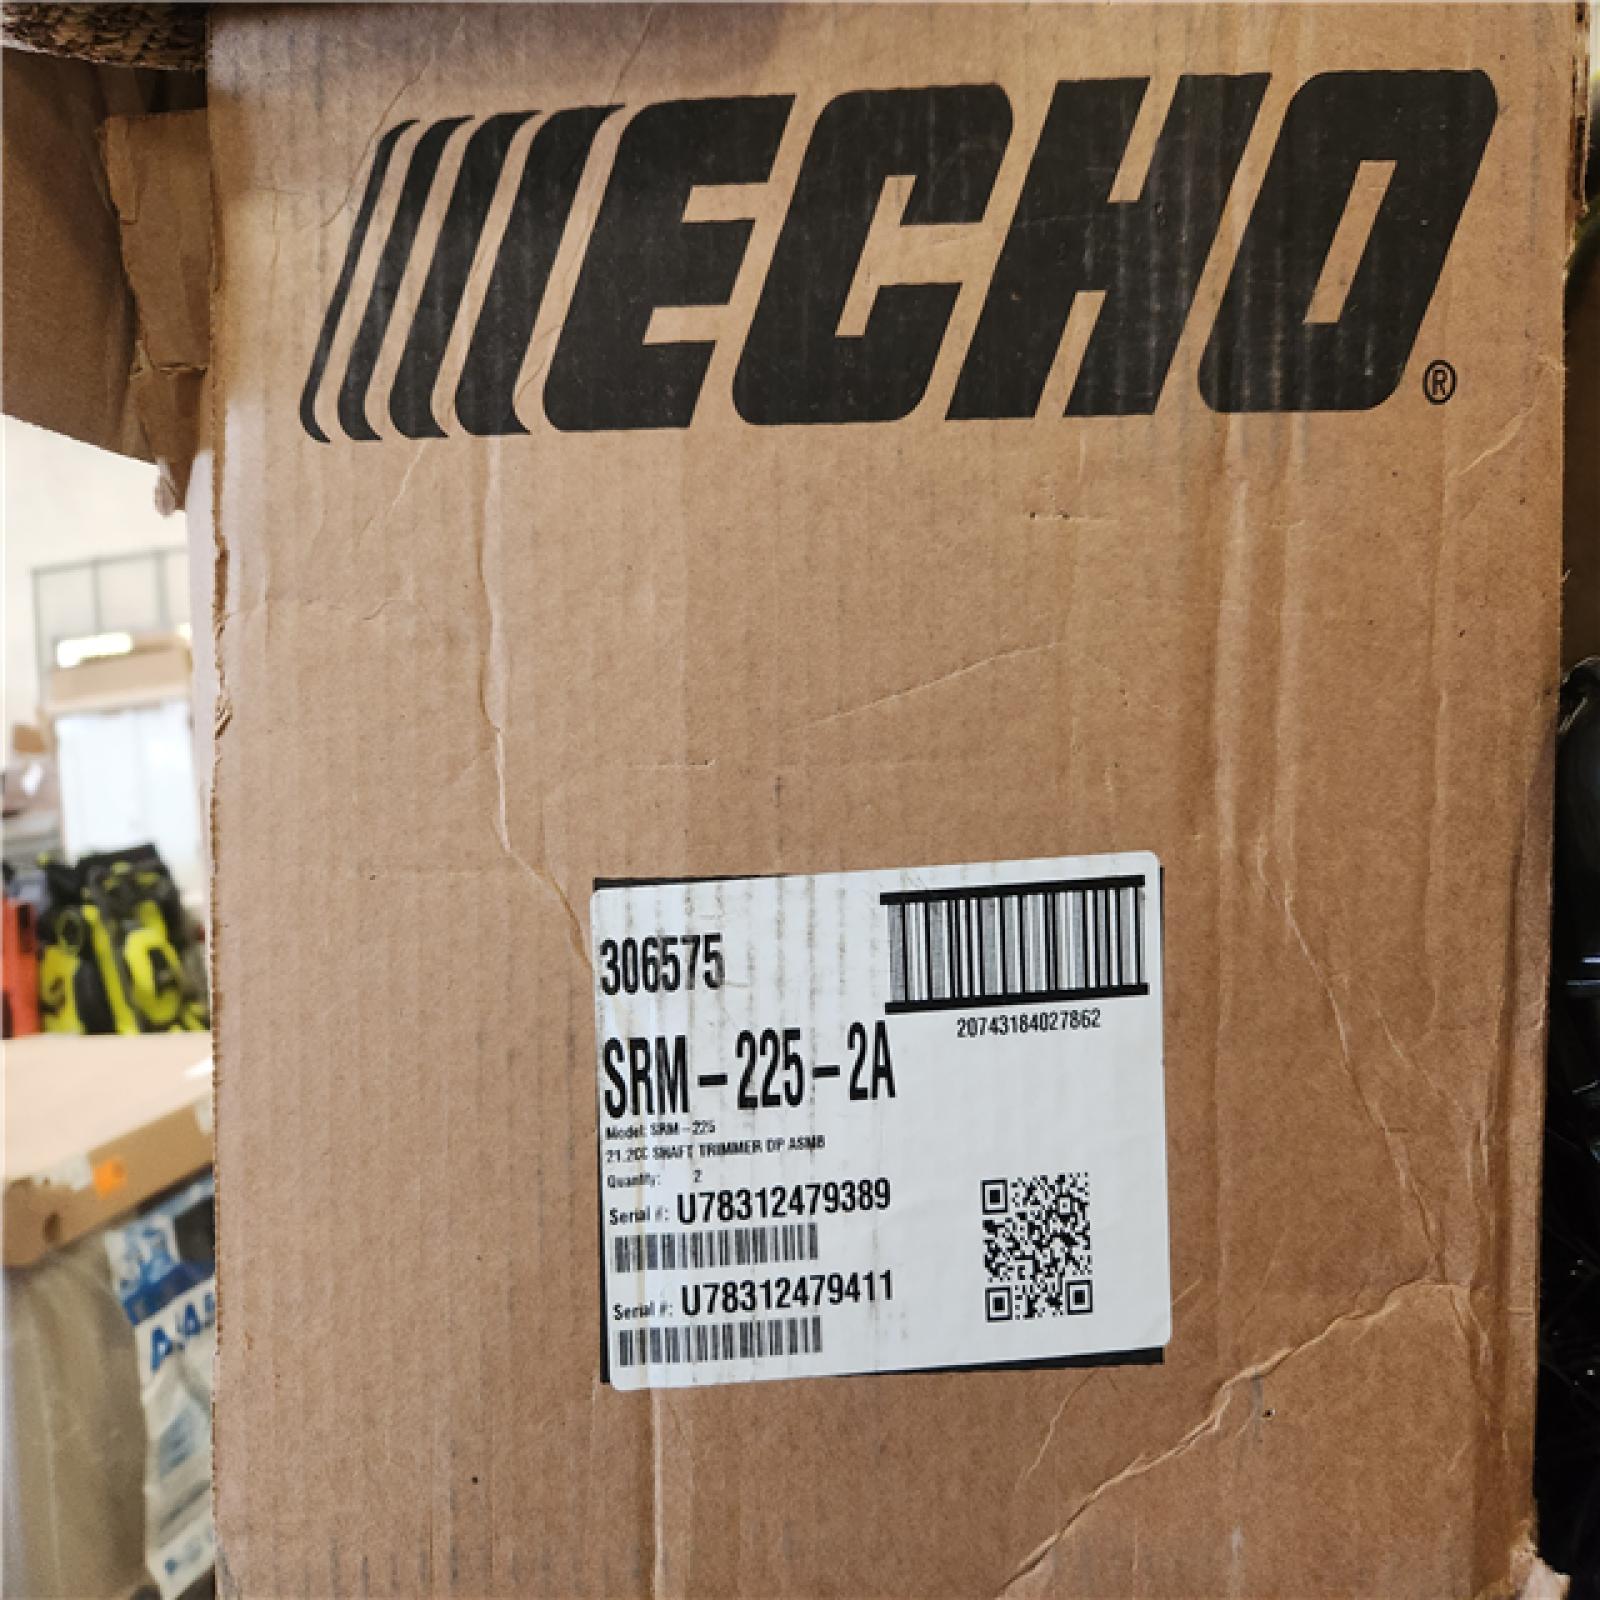 ECHO®
306575
20743184027862
SRM-225-2A
Model: SRM-225
21.2CC SHAFT TRIMMER DP ASMB
Quantity: 2
Serial #: U78312479389
Serial #: U78312479411